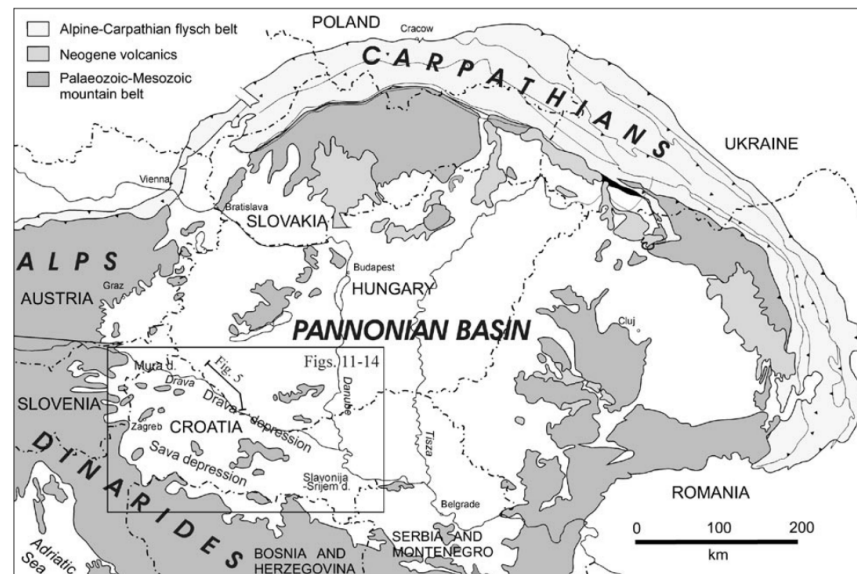 Alpine-Carpathian flysch belt
Neogene volcanics
Palaeozoic-Mesozoic
mountain belt
POLAND
Cracow
CARPATHIANS
UKRAINE
Vienna
Bratislava
SLOVAKIA
ALPS
AUSTRIA
Graz
Budapest
HUNGARY
PANNONIAN BASIN
Cluj
Figs. 11-14
Fig. 5
Mura d.
Drava
Drava depression
Danube
Tisza
SLOVENIA
Zagreb
CROATIA
Sava depression
Slavonija
-Srijem d.
Belgrade
DINARIDES
ROMANIA
SERBIA AND
MONTENEGRO
BOSNIA AND
HERZEGOVINA
Adriatic
Sea
0 100 200
km